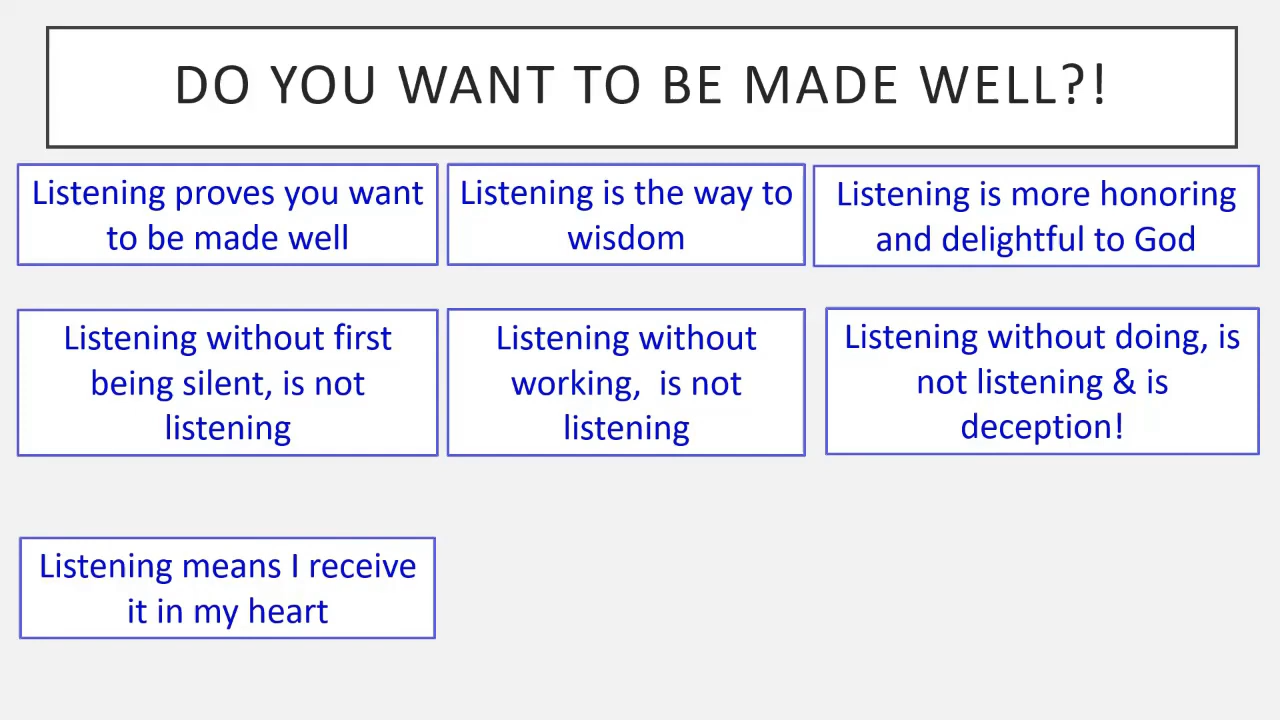 DO YOU WANT TO BE MADE WELL?!
Listening proves you want
to be made well
Listening is the way to
wisdom
Listening is more honoring
and delightful to God
Listening without first
being silent, is not
listening
Listening without
working,  is not
listening
Listening without doing, is
not listening & is
deception!
Listening means I receive
it in my heart